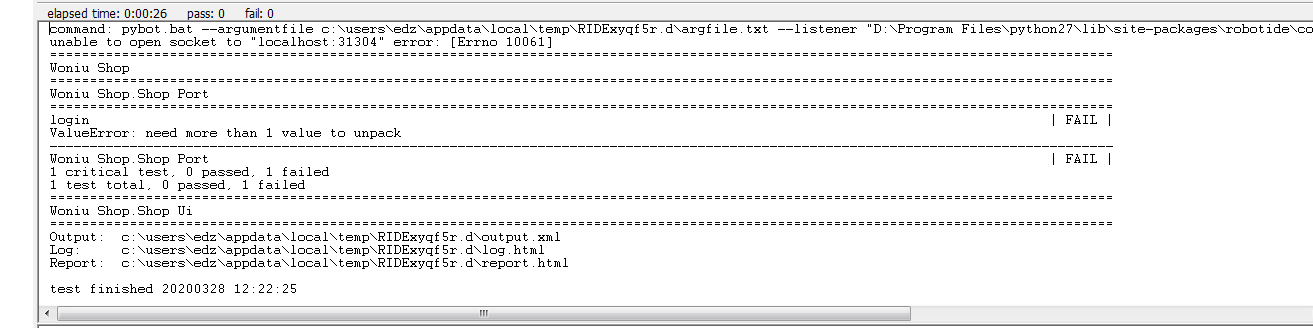 elapsed time: 0:00:26 pass: 0 fail: 0
command: pybot.bat --argumentfile c:\users\edz\appdata\local\temp\RIDExyqf5r.d\argfile.txt --listener "D:\Program Files\python27\lib\site-packages\robotide\co
unable to open socket to "localhost:31304" error: [Errno 10061]
==============================================================================
Woniu Shop
==============================================================================
Woniu Shop.Shop Port
==============================================================================
login | FAIL |
ValueError: need more than 1 value to unpack
------------------------------------------------------------------------------
Woniu Shop.Shop Port | FAIL |
1 critical test, 0 passed, 1 failed
1 test total, 0 passed, 1 failed
==============================================================================
Woniu Shop.Shop Ui
==============================================================================
Output: c:\users\edz\appdata\local\temp\RIDExyqf5r.d\output.xml
Log: c:\users\edz\appdata\local\temp\RIDExyqf5r.d\log.html
Report: c:\users\edz\appdata\local\temp\RIDExyqf5r.d\report.html
test finished 20200328 12:22:25